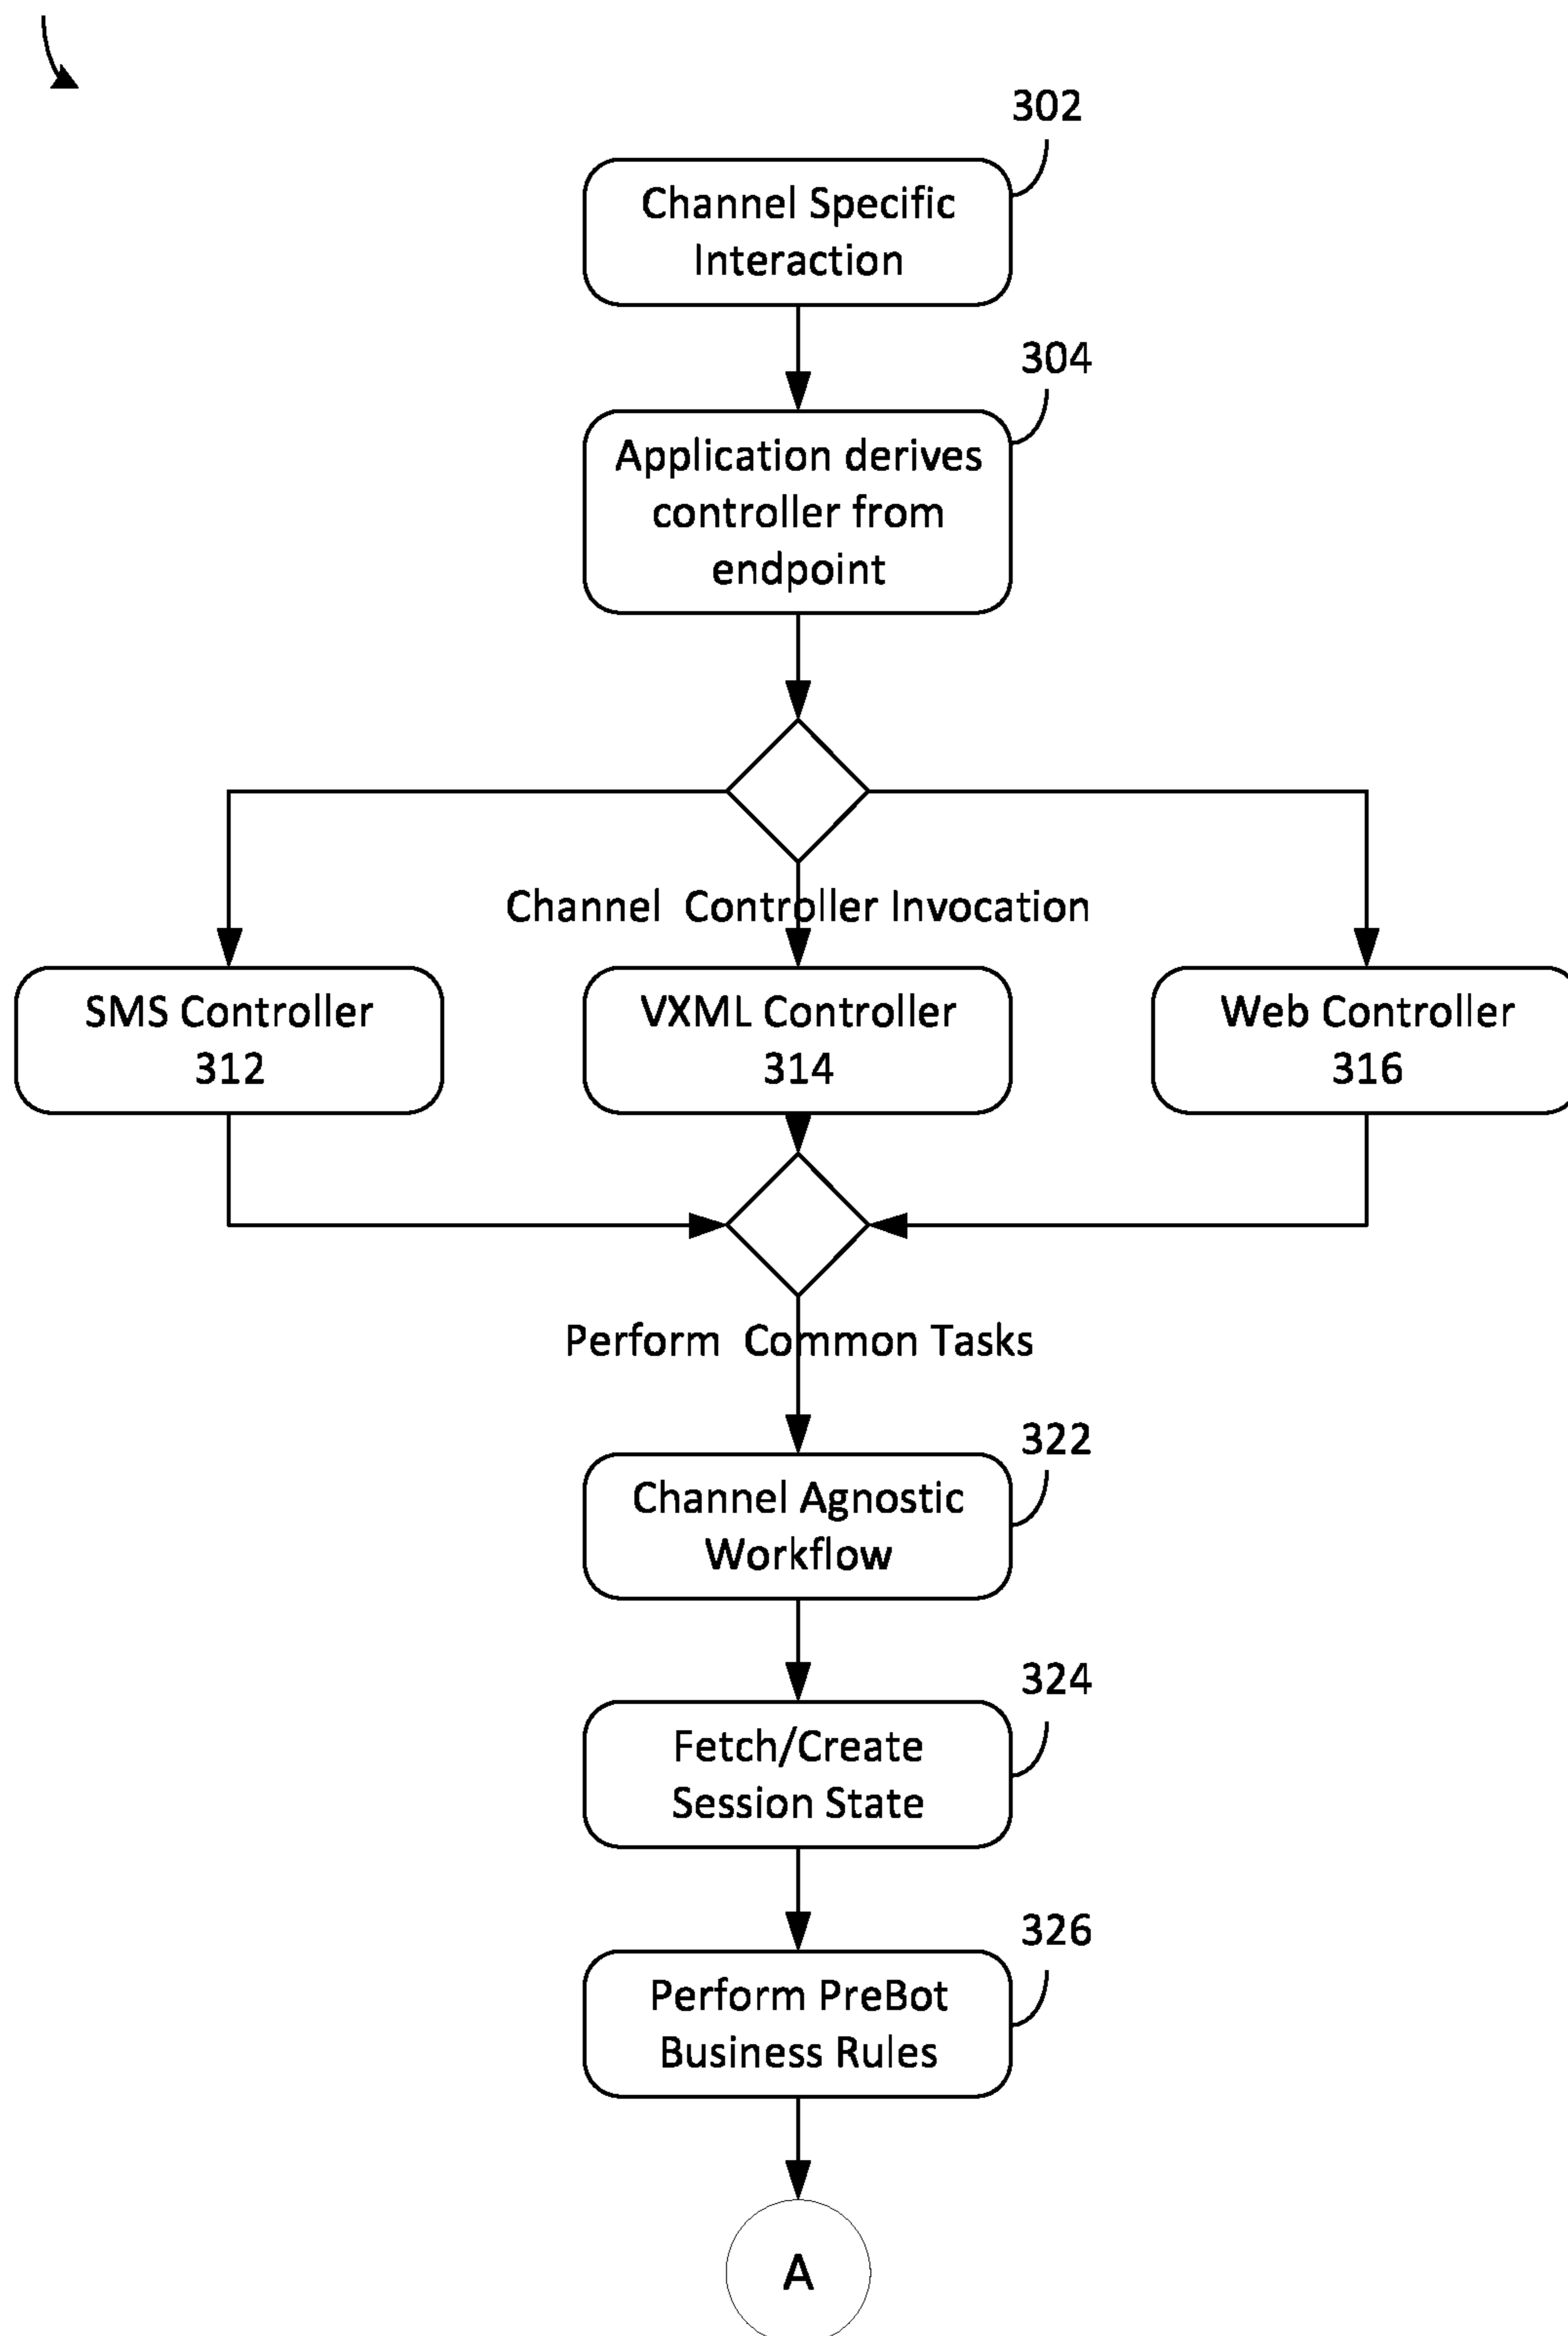 302
Channel Specific
Interaction
304
Application derives
controller from
endpoint
Channel  Controller Invocation
SMS Controller
312
VXML Controller
314
Web Controller
316
Perform  Common Tasks
322
Channel Agnostic
Workflow
324
Fetch/Create
Session State
326
Perform PreBot
Business Rules
A